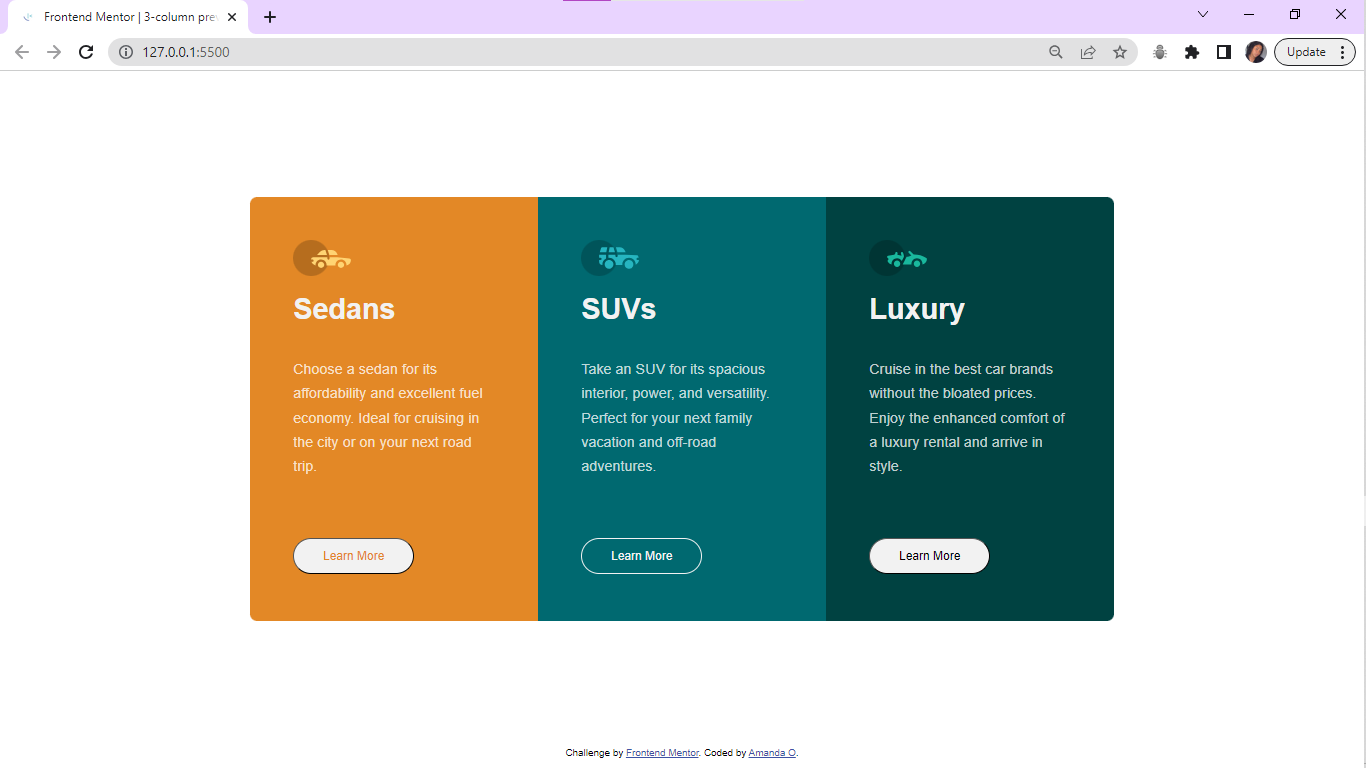 Frontend Mentor | 3-column prev
127.0.0.1:5500
Update
Sedans
Choose a sedan for its
affordability and excellent fuel
economy. Ideal for cruising in
the city or on your next road
trip.
Learn More
SUVs
Take an SUV for its spacious
interior, power, and versatility.
Perfect for your next family
vacation and off-road
adventures.
Learn More
Luxury
Cruise in the best car brands
without the bloated prices.
Enjoy the enhanced comfort of
a luxury rental and arrive in
style.
Learn More
Challenge by Frontend Mentor. Coded by Amanda O.